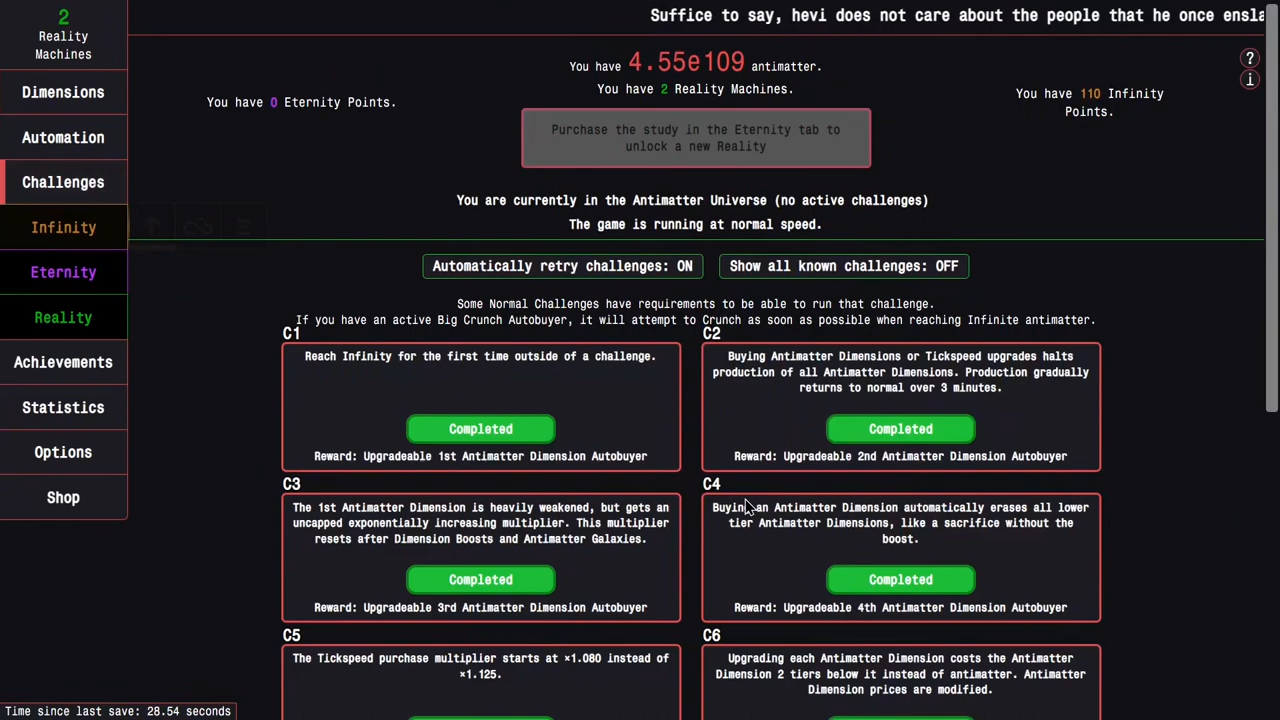 Suffice to say, hevi does not care about the people that he once ensla
2
Reality
Machines
Dimensions
Automation
Challenges
Infinity
Eternity
Reality
Achievements
Statistics
Options
Shop
You have 0 Eternity Points.
You have 4.55e109 antimatter.
You have 2 Reality Machines.
You have 110 Infinity
Points.
?
i
Purchase the study in the Eternity tab to
unlock a new Reality
You are currently in the Antimatter Universe (no active challenges)
The game is running at normal speed.
Automatically retry challenges: ON
Show all known challenges: OFF
Some Normal Challenges have requirements to be able to run that challenge.
If you have an active Big Crunch Autobuyer, it will attempt to Crunch as soon as possible when reaching Infinite antimatter.
C1
Reach Infinity for the first time outside of a challenge.
Completed
Reward: Upgradeable 1st Antimatter Dimension Autobuyer
C2
Buying Antimatter Dimensions or Tickspeed upgrades halts
production of all Antimatter Dimensions. Production gradually
returns to normal over 3 minutes.
Completed
Reward: Upgradeable 2nd Antimatter Dimension Autobuyer
C3
The 1st Antimatter Dimension is heavily weakened, but gets an
uncapped exponentially increasing multiplier. This multiplier
resets after Dimension Boosts and Antimatter Galaxies.
Completed
Reward: Upgradeable 3rd Antimatter Dimension Autobuyer
C4
Buying an Antimatter Dimension automatically erases all lower
tier Antimatter Dimensions, like a sacrifice without the
boost.
Completed
Reward: Upgradeable 4th Antimatter Dimension Autobuyer
C5
The Tickspeed purchase multiplier starts at ×1.080 instead of
×1.125.
C6
Upgrading each Antimatter Dimension costs the Antimatter
Dimension 2 tiers below it instead of antimatter. Antimatter
Dimension prices are modified.
Time since last save: 28.54 seconds